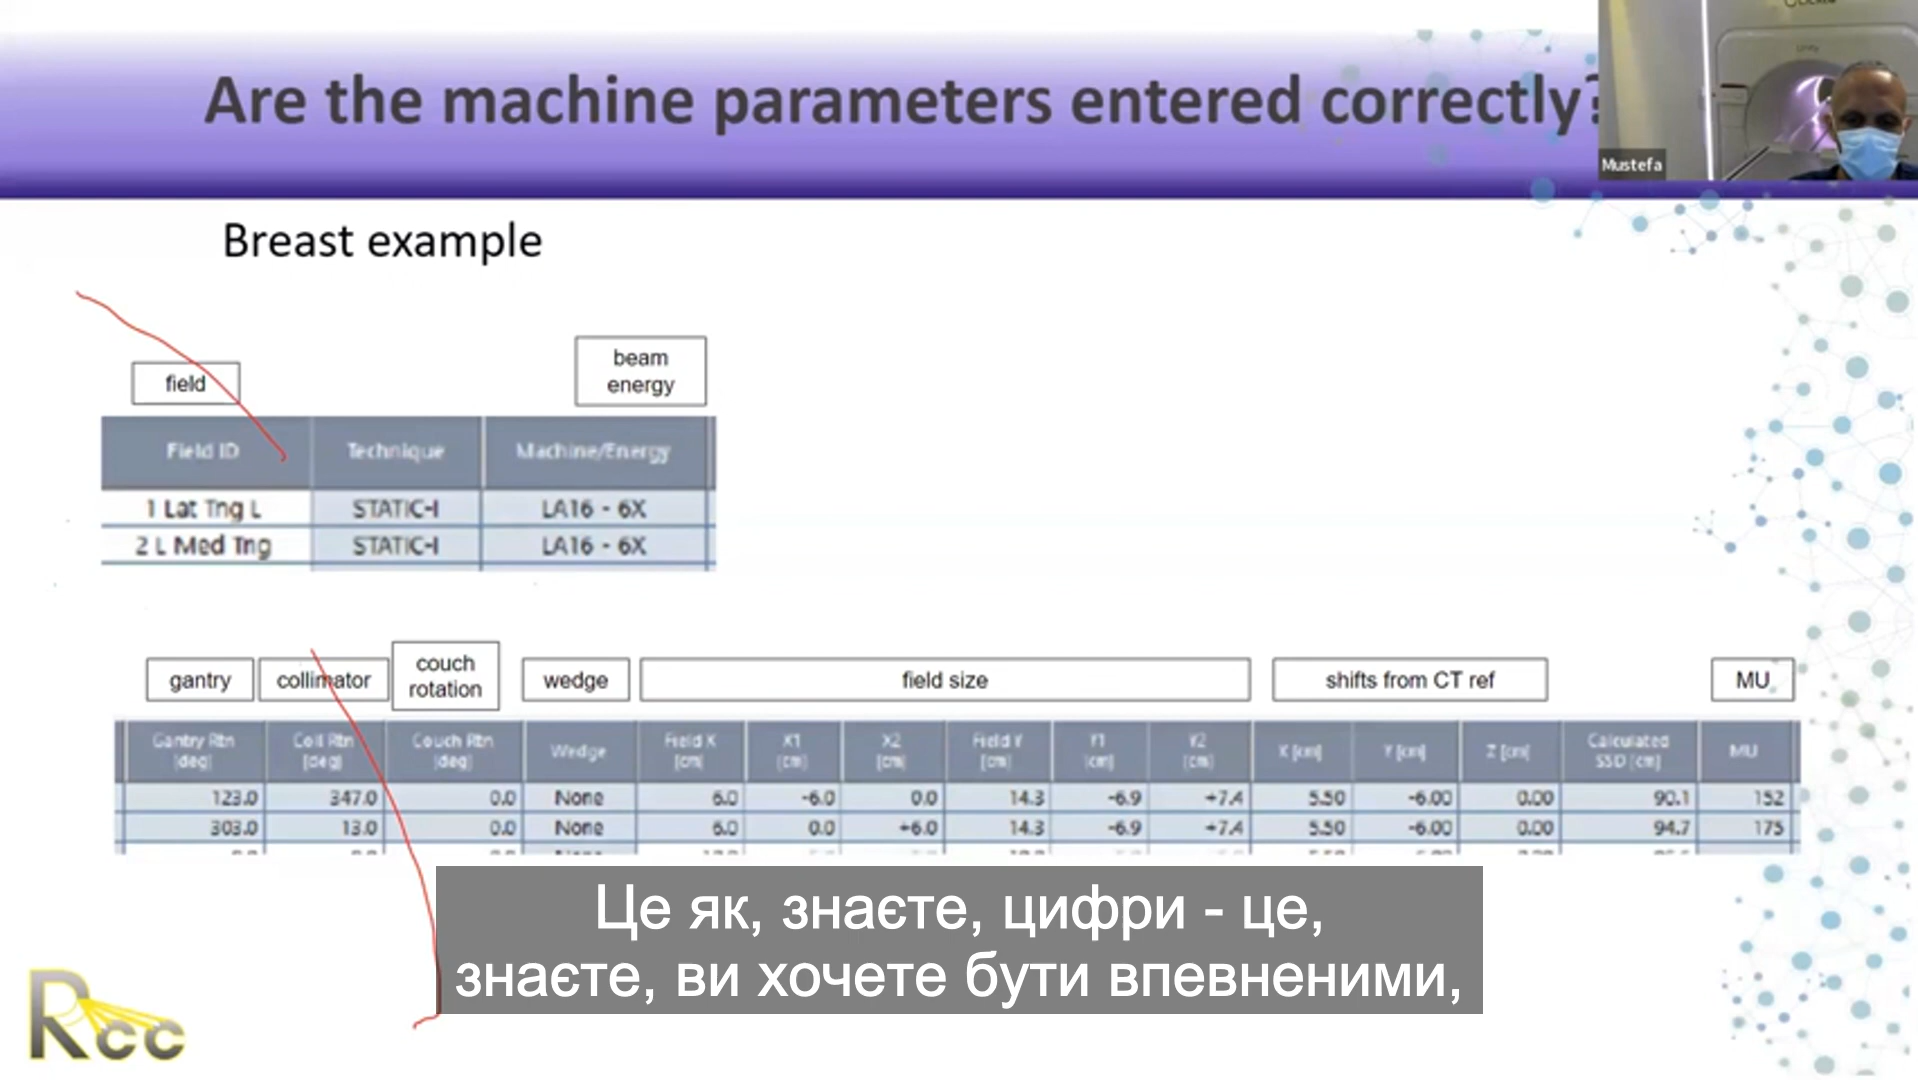 Are the machine parameters entered correctly?
Mustefa
Unity
Breast example
field
beam
energy
Field ID Technique Machine/Energy
1 Lat Tng L STATIC-I LA16 - 6X
2 L Med Tng STATIC-I LA16 - 6X
gantry collimator couch
rotation wedge field size shifts from CT ref MU
Gantry Rtn
[deg] Coll Rtn
[deg] Couch Rtn
[deg] Wedge Field X
[cm] X1
[cm] X2
[cm] Field Y
[cm] Y1
[cm] Y2
[cm] X [cm] Y [cm] Z [cm] Calculated
SSD [cm] MU
123.0 347.0 0.0 None 6.0 -6.0 0.0 14.3 -6.9 +7.4 5.50 -6.00 0.00 90.1 152
303.0 13.0 0.0 None 6.0 0.0 +6.0 14.3 -6.9 +7.4 5.50 -6.00 0.00 94.7 175
Це як, знаєте, цифри - це,
знаєте, ви хочете бути впевненими,
Rcc